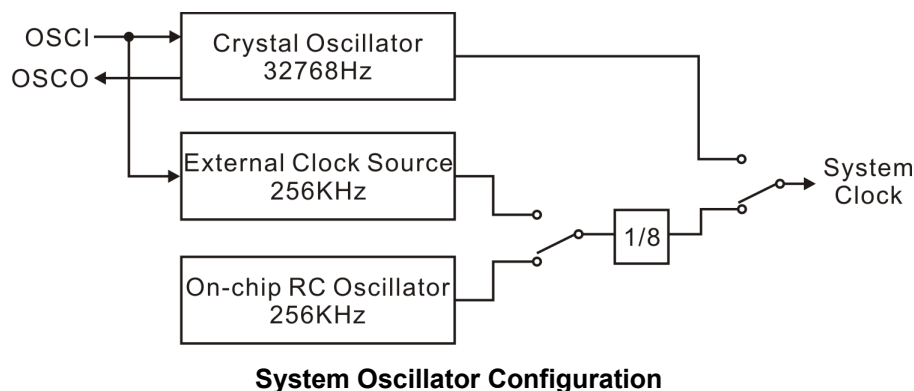 OSCI
OSCO
Crystal Oscillator
32768Hz
External Clock Source
256KHz
On-chip RC Oscillator
256KHz
1/8
System
Clock
System Oscillator Configuration